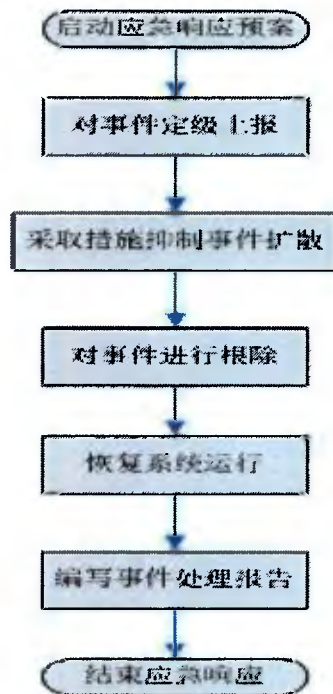 启动应急响应预案
对事件定级上报
采取措施抑制事件扩散
对事件进行根除
恢复系统运行
编写事件处理报告
结束应急响应